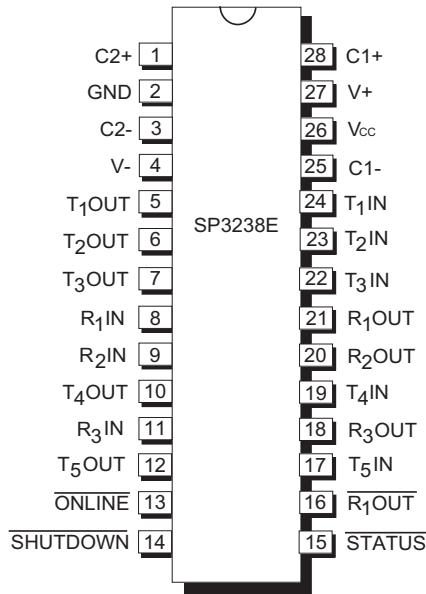 C2+ 1 28 C1+
GND 2 27 V+
C2- 3 26 Vcc
V- 4 25 C1-
T1OUT 5 24 T1IN
SP3238E
T2OUT 6 23 T2IN
T3OUT 7 22 T3IN
R1IN 8 21 R1OUT
R2IN 9 20 R2OUT
T4OUT 10 19 T4IN
R3IN 11 18 R3OUT
T5OUT 12 17 T5IN
ONLINE 13 16 R1OUT
SHUTDOWN 14 15 STATUS